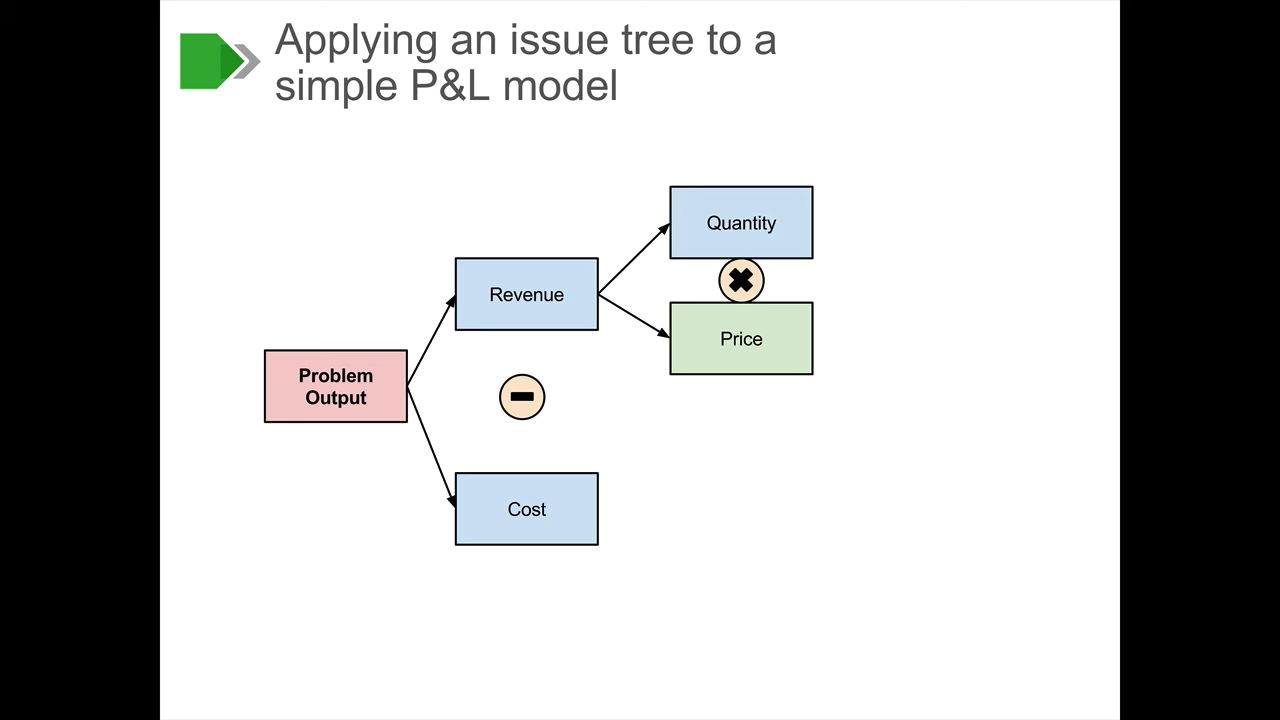 Applying an issue tree to a
simple P&L model
Quantity
Revenue
Price
Problem
Output
Cost